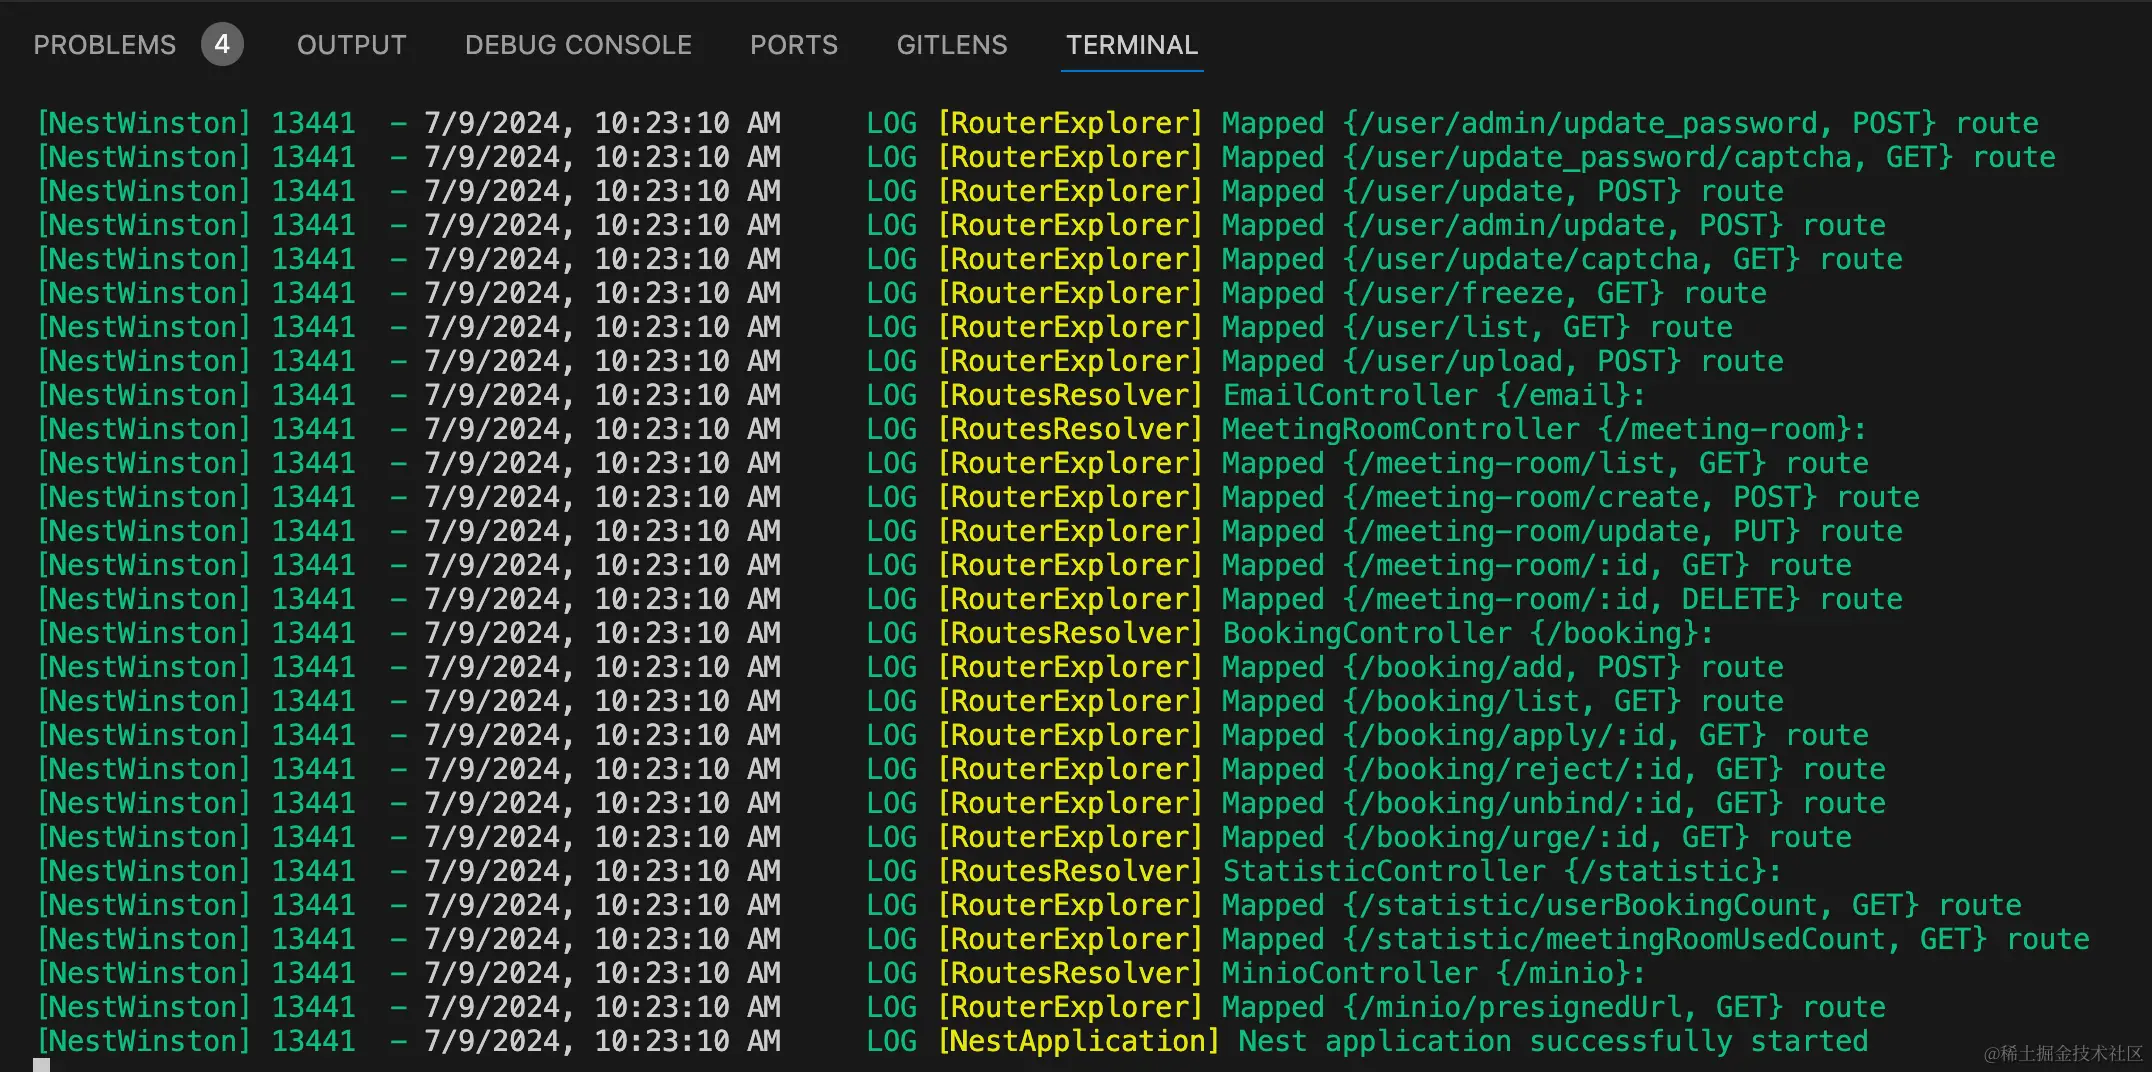 PROBLEMS 4 OUTPUT DEBUG CONSOLE PORTS GITLENS TERMINAL
[NestWinston] 13441  - 7/9/2024, 10:23:10 AM     LOG [RouterExplorer] Mapped {/user/admin/update_password, POST} route
[NestWinston] 13441  - 7/9/2024, 10:23:10 AM     LOG [RouterExplorer] Mapped {/user/update_password/captcha, GET} route
[NestWinston] 13441  - 7/9/2024, 10:23:10 AM     LOG [RouterExplorer] Mapped {/user/update, POST} route
[NestWinston] 13441  - 7/9/2024, 10:23:10 AM     LOG [RouterExplorer] Mapped {/user/admin/update, POST} route
[NestWinston] 13441  - 7/9/2024, 10:23:10 AM     LOG [RouterExplorer] Mapped {/user/update/captcha, GET} route
[NestWinston] 13441  - 7/9/2024, 10:23:10 AM     LOG [RouterExplorer] Mapped {/user/freeze, GET} route
[NestWinston] 13441  - 7/9/2024, 10:23:10 AM     LOG [RouterExplorer] Mapped {/user/list, GET} route
[NestWinston] 13441  - 7/9/2024, 10:23:10 AM     LOG [RouterExplorer] Mapped {/user/upload, POST} route
[NestWinston] 13441  - 7/9/2024, 10:23:10 AM     LOG [RoutesResolver] EmailController {/email}:
[NestWinston] 13441  - 7/9/2024, 10:23:10 AM     LOG [RoutesResolver] MeetingRoomController {/meeting-room}:
[NestWinston] 13441  - 7/9/2024, 10:23:10 AM     LOG [RouterExplorer] Mapped {/meeting-room/list, GET} route
[NestWinston] 13441  - 7/9/2024, 10:23:10 AM     LOG [RouterExplorer] Mapped {/meeting-room/create, POST} route
[NestWinston] 13441  - 7/9/2024, 10:23:10 AM     LOG [RouterExplorer] Mapped {/meeting-room/update, PUT} route
[NestWinston] 13441  - 7/9/2024, 10:23:10 AM     LOG [RouterExplorer] Mapped {/meeting-room/:id, GET} route
[NestWinston] 13441  - 7/9/2024, 10:23:10 AM     LOG [RouterExplorer] Mapped {/meeting-room/:id, DELETE} route
[NestWinston] 13441  - 7/9/2024, 10:23:10 AM     LOG [RoutesResolver] BookingController {/booking}:
[NestWinston] 13441  - 7/9/2024, 10:23:10 AM     LOG [RouterExplorer] Mapped {/booking/add, POST} route
[NestWinston] 13441  - 7/9/2024, 10:23:10 AM     LOG [RouterExplorer] Mapped {/booking/list, GET} route
[NestWinston] 13441  - 7/9/2024, 10:23:10 AM     LOG [RouterExplorer] Mapped {/booking/apply/:id, GET} route
[NestWinston] 13441  - 7/9/2024, 10:23:10 AM     LOG [RouterExplorer] Mapped {/booking/reject/:id, GET} route
[NestWinston] 13441  - 7/9/2024, 10:23:10 AM     LOG [RouterExplorer] Mapped {/booking/unbind/:id, GET} route
[NestWinston] 13441  - 7/9/2024, 10:23:10 AM     LOG [RouterExplorer] Mapped {/booking/urge/:id, GET} route
[NestWinston] 13441  - 7/9/2024, 10:23:10 AM     LOG [RoutesResolver] StatisticController {/statistic}:
[NestWinston] 13441  - 7/9/2024, 10:23:10 AM     LOG [RouterExplorer] Mapped {/statistic/userBookingCount, GET} route
[NestWinston] 13441  - 7/9/2024, 10:23:10 AM     LOG [RouterExplorer] Mapped {/statistic/meetingRoomUsedCount, GET} route
[NestWinston] 13441  - 7/9/2024, 10:23:10 AM     LOG [RoutesResolver] MinioController {/minio}:
[NestWinston] 13441  - 7/9/2024, 10:23:10 AM     LOG [RouterExplorer] Mapped {/minio/presignedUrl, GET} route
[NestWinston] 13441  - 7/9/2024, 10:23:10 AM     LOG [NestApplication] Nest application successfully started
@稀土掘金技术社区